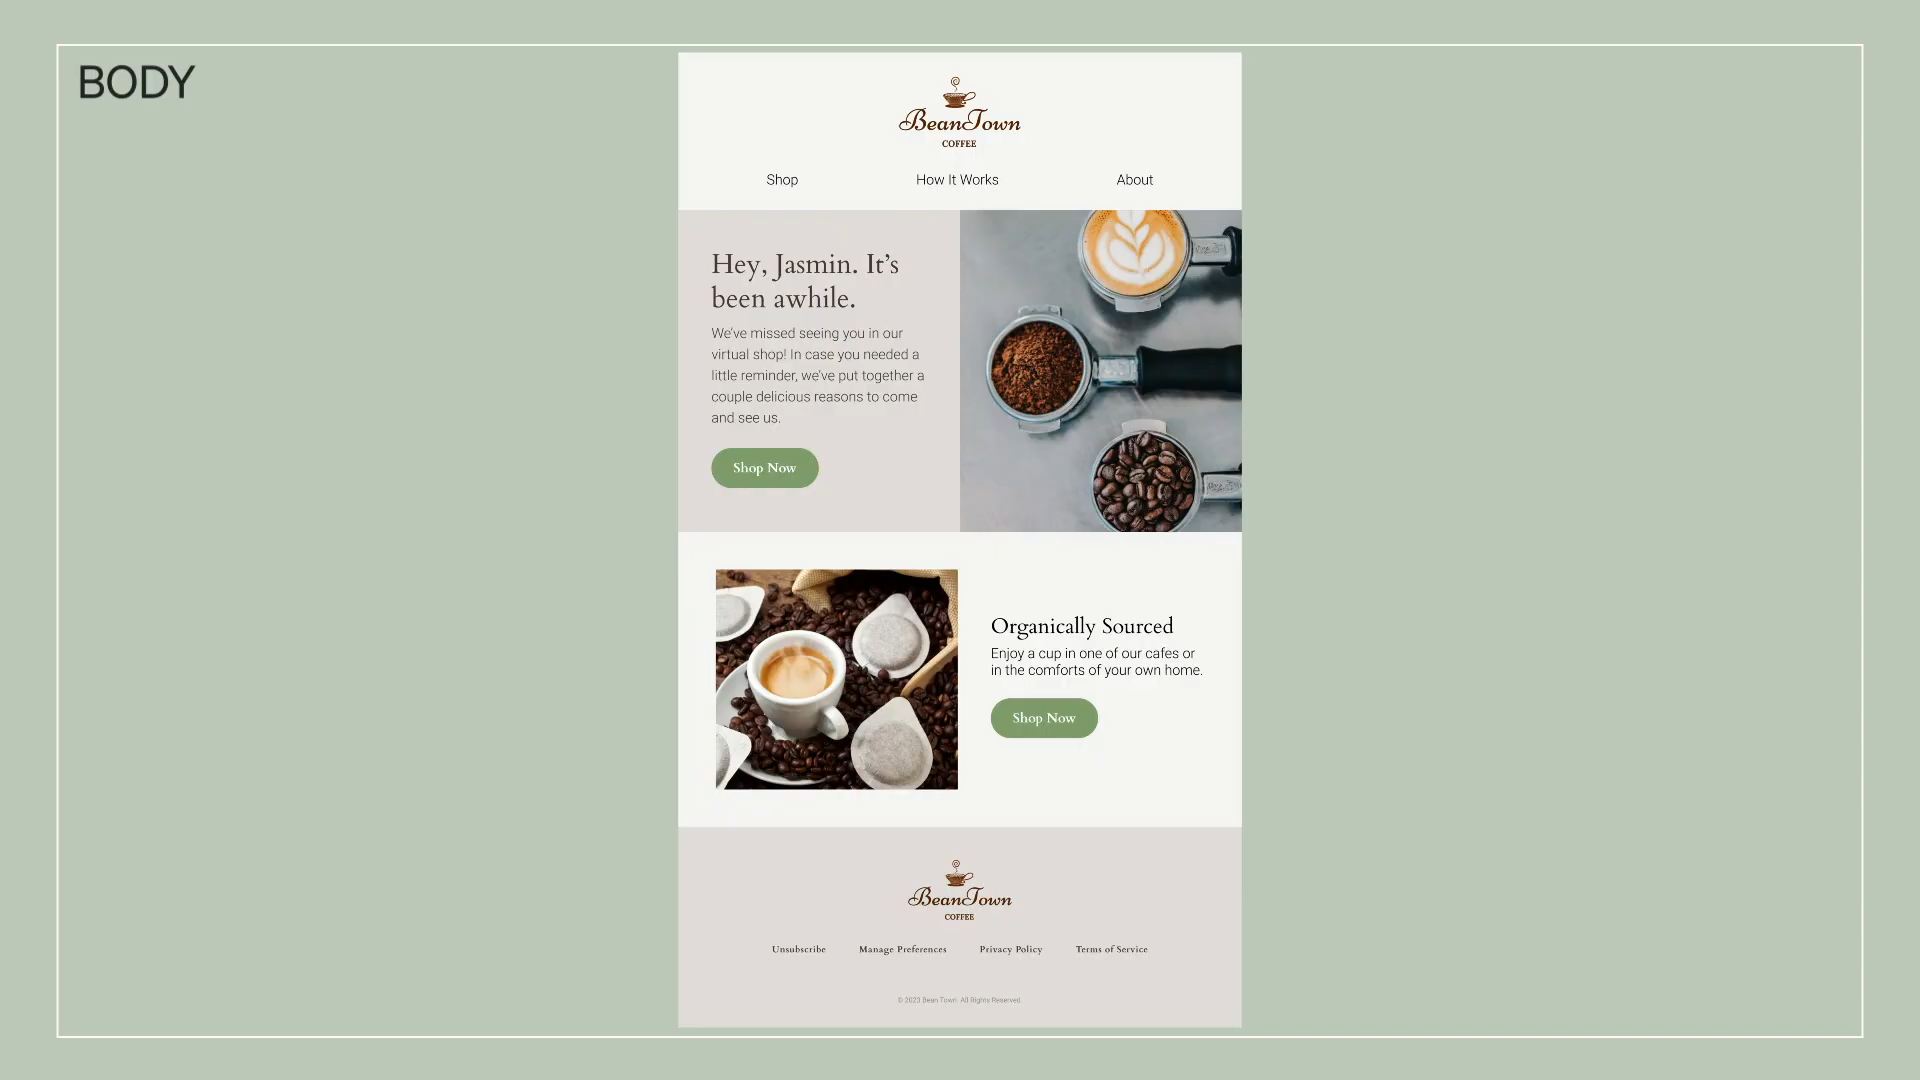 BODY
BeanTown
COFFEE
Shop
How It Works
About
Hey, Jasmin. It’s
been awhile.
We’ve missed seeing you in our
virtual shop! In case you needed a
little reminder, we’ve put together a
couple delicious reasons to come
and see us.
Shop Now
Organically Sourced
Enjoy a cup in one of our cafes or
in the comforts of your own home.
Shop Now
BeanTown
COFFEE
Unsubscribe
Manage Preferences
Privacy Policy
Terms of Service
© 2023 Bean Town. All Rights Reserved